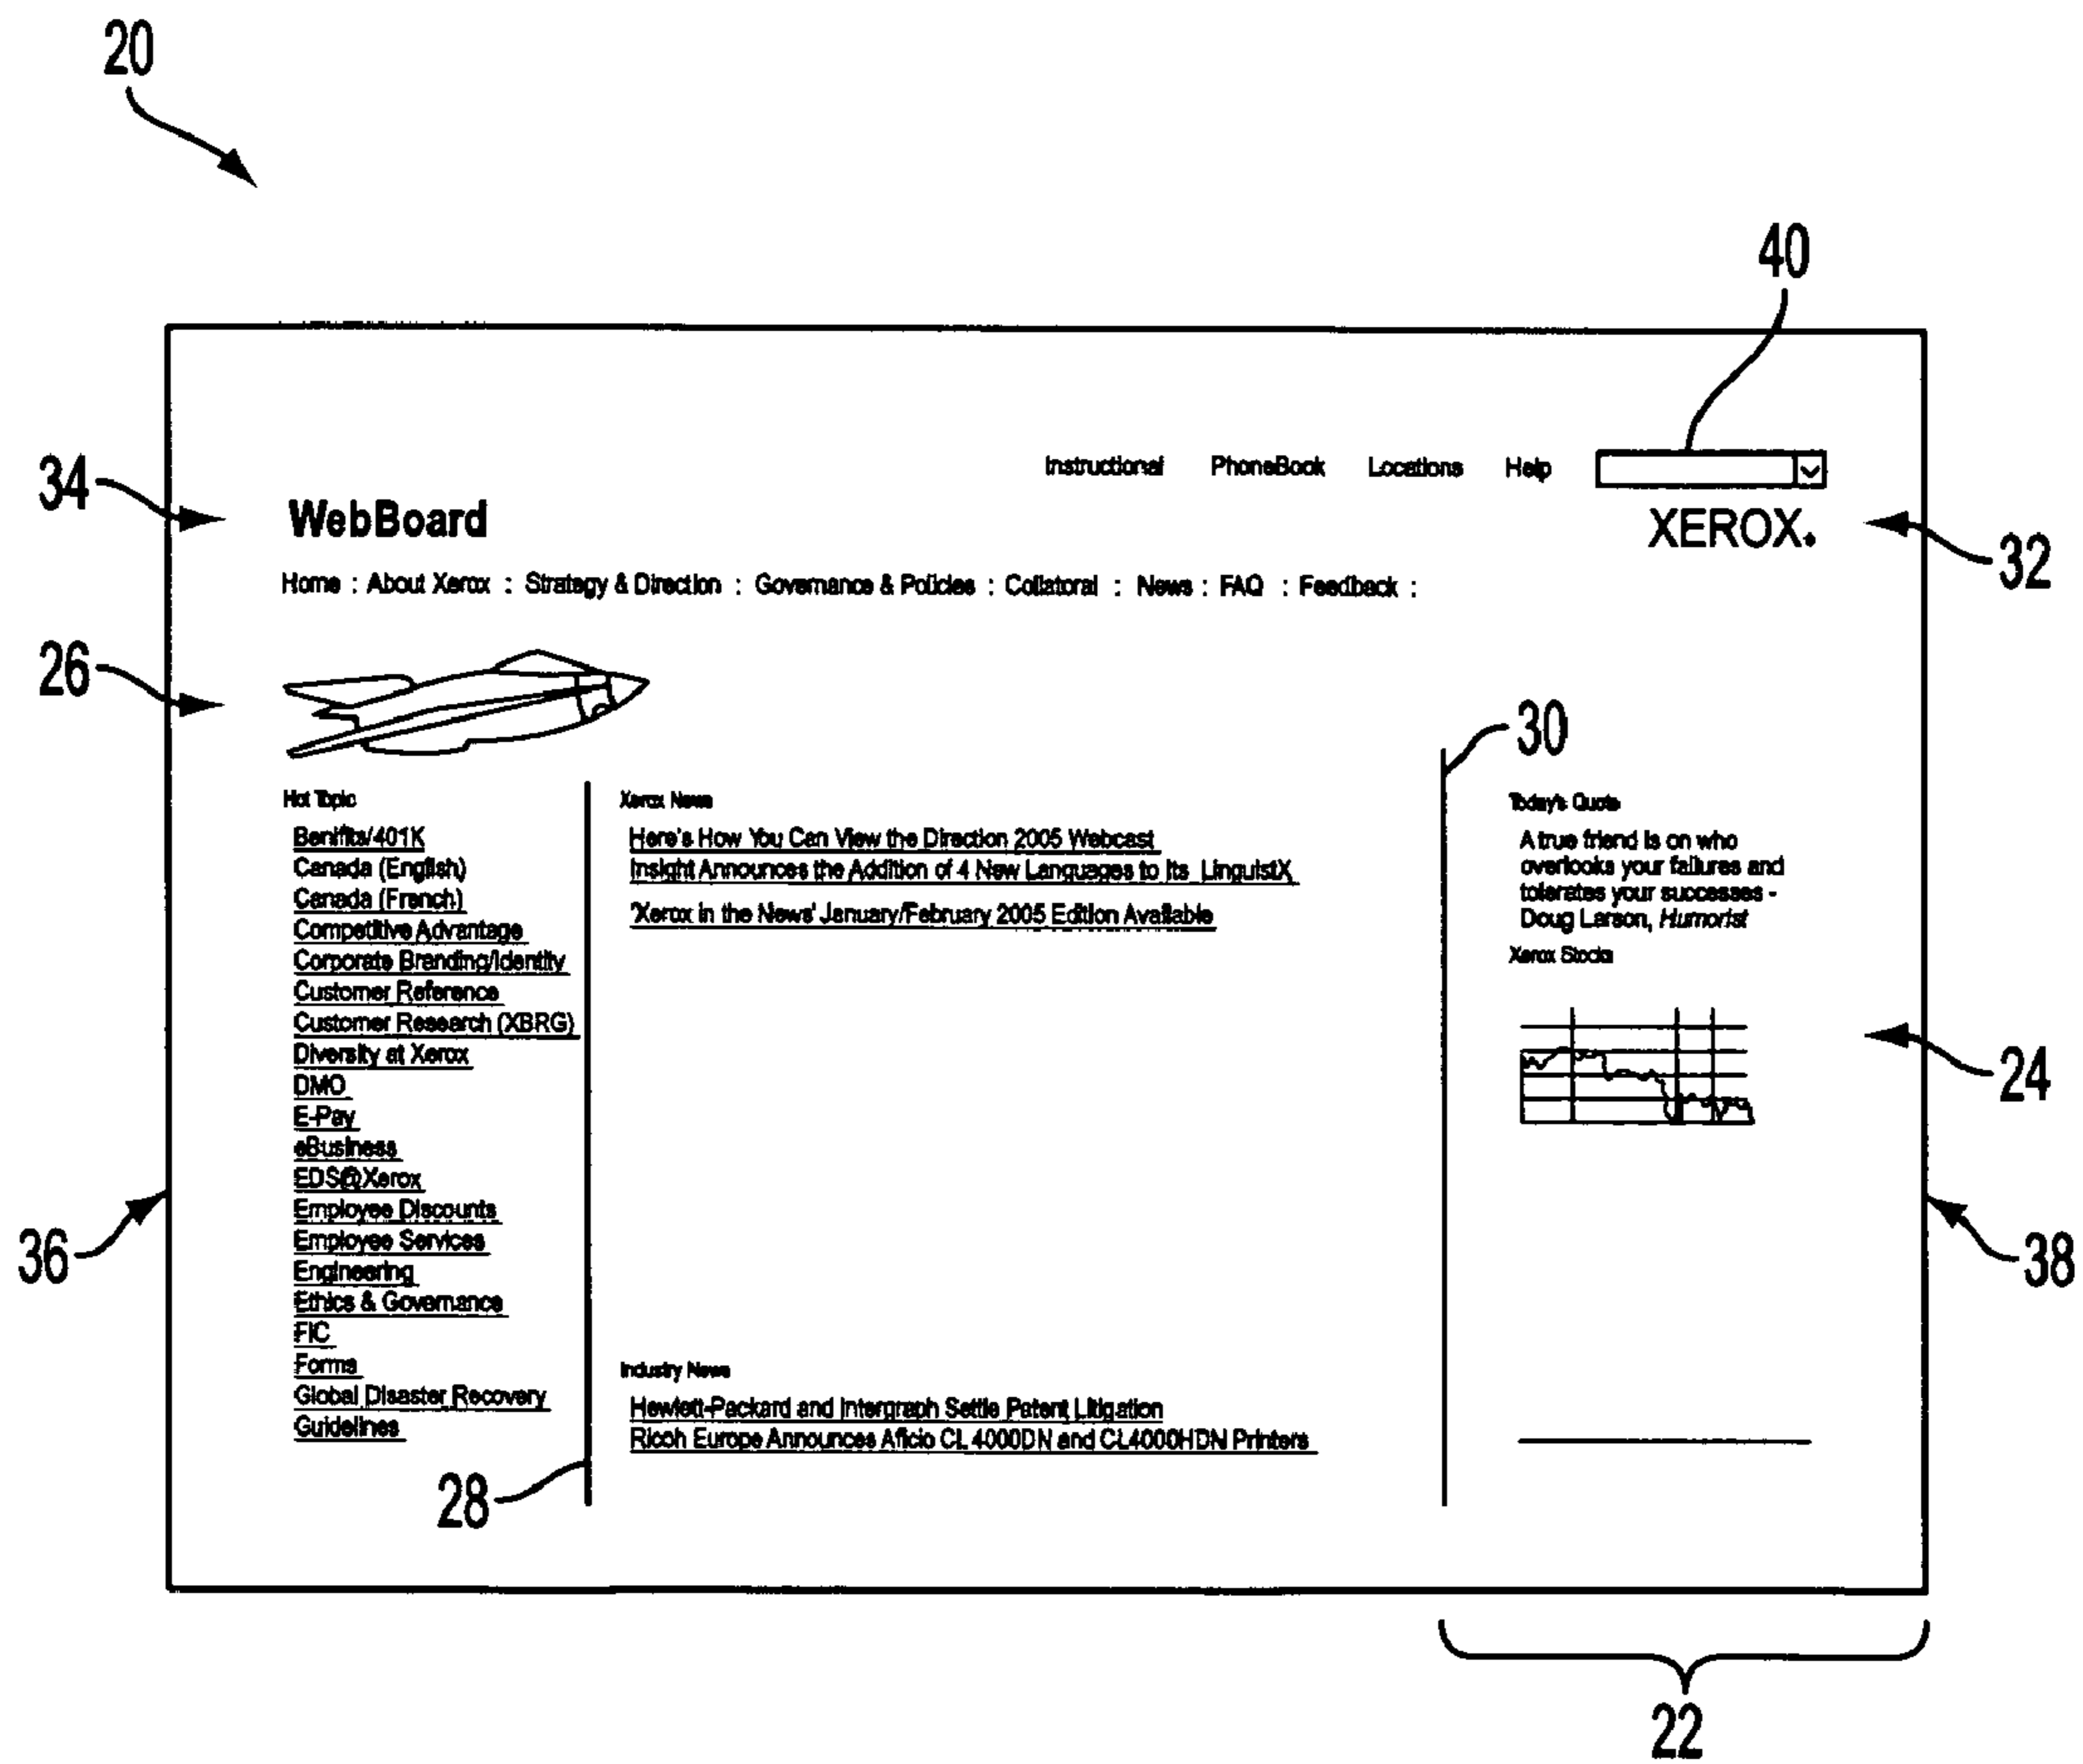 20
40
Instructional PhoneBook Locations Help
34
WebBoard
XEROX.
32
Home : About Xerox : Strategy & Direction : Governance & Policies : Collatoral : News : FAQ : Feedback :
26
30
Hot Topic
Benifits/401K
Canada (English)
Canada (French)
Competitive Advantage
Corporate Branding/Identity
Customer Reference
Customer Research (XBRG)
Diversity at Xerox
DMO
E-Pay
eBusiness
EDS@Xerox
Employee Discounts
Employee Services
Engineering
Ethics & Governance
FIC
Forms
Global Disaster Recovery
Guidelines
36
28
Xerox News
Here's How You Can View the Direction 2005 Webcast
Insight Announces the Addition of 4 New Languages to Its LinguistX
'Xerox in the News' January/February 2005 Edition Available
Industry News
Hewlett-Packard and Intergraph Settle Patent Litigation
Ricoh Europe Announces Aficio CL 4000DN and CL4000HDN Printers
Today's Quote
A true friend is on who
overlooks your failures and
tolerates your successes -
Doug Larson, Humorist
Xerox Stocks
24
38
22